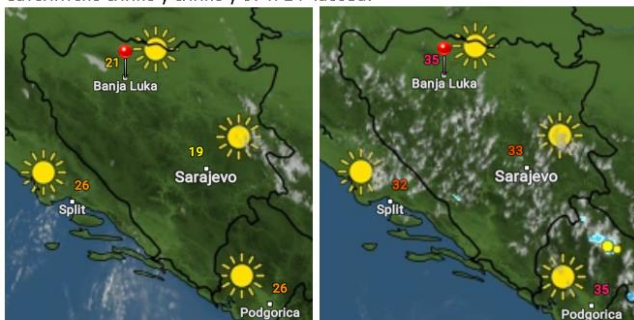 21
Banja Luka
19
Sarajevo
26
Split
26
Podgorica
35
Banja Luka
33
Sarajevo
32
Split
35
Podgorica